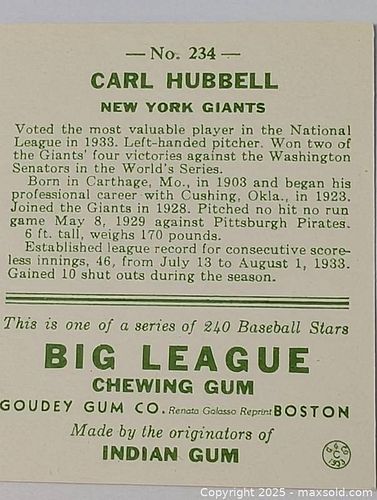 — No. 234 —
CARL HUBBELL
NEW YORK GIANTS
Voted the most valuable player in the National
League in 1933. Left-handed pitcher. Won two of
the Giants' four victories against the Washington
Senators in the World's Series.
Born in Carthage, Mo., in 1903 and began his
professional career with Cushing, Okla., in 1923.
Joined the Giants in 1928. Pitched no hit no run
game May 8, 1929 against Pittsburgh Pirates.
6 ft. tall, weighs 170 pounds.
Established league record for consecutive score-
less innings, 46, from July 13 to August 1, 1933.
Gained 10 shut outs during the season.
This is one of a series of 240 Baseball Stars
BIG LEAGUE
CHEWING GUM
GOUDEY GUM CO. Renata Galasso Reprint BOSTON
Made by the originators of
INDIAN GUM
G. G. CO.
C
1933
Copyright 2025 - maxsold.com